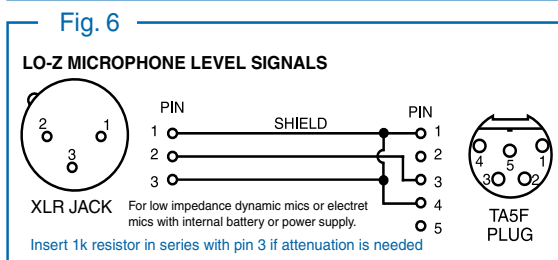 Fig. 6
LO-Z MICROPHONE LEVEL SIGNALS
PIN
SHIELD
PIN
1
1
2
2
3
3
4
5
2
1
3
4
5
1
3
2
XLR JACK
For low impedance dynamic mics or electret
mics with internal battery or power supply.
TA5F
PLUG
Insert 1k resistor in series with pin 3 if attenuation is needed